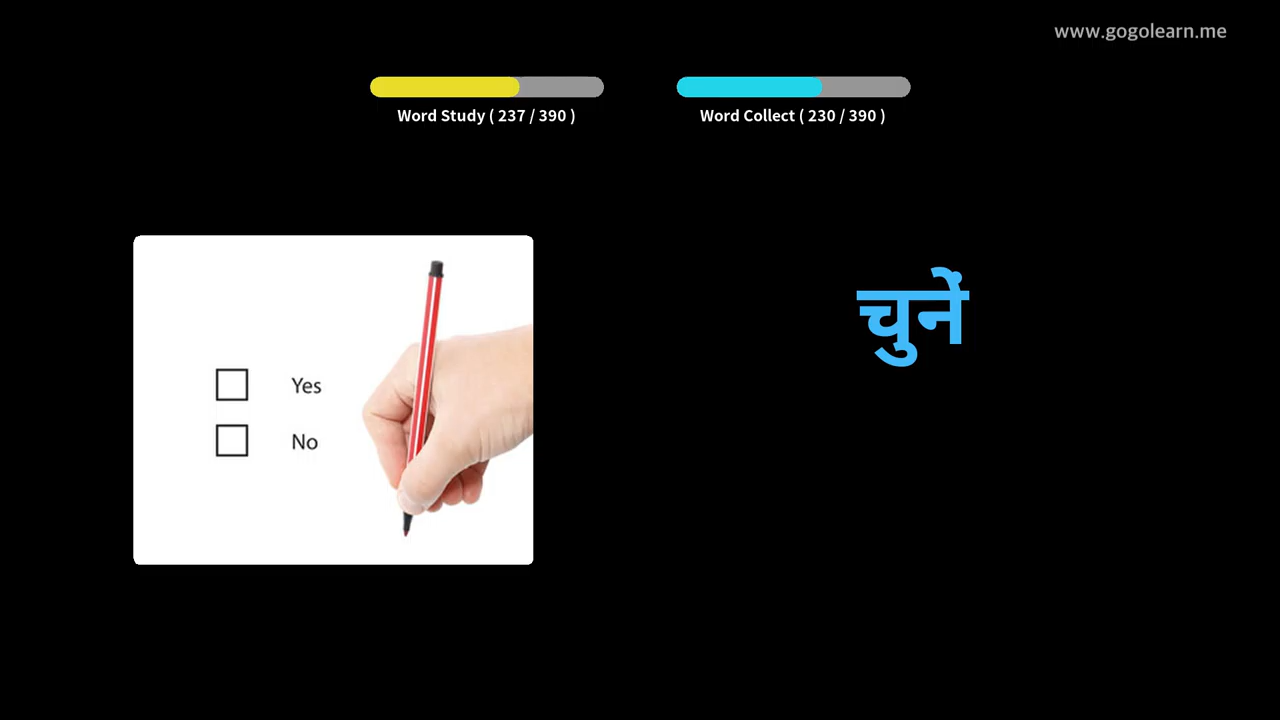 www.gogolearn.me
Word Study ( 237 / 390 )
Word Collect ( 230 / 390 )
चुनें
Yes
No